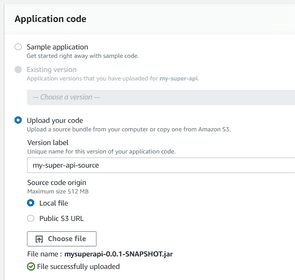 Application code
Sample application
Get started right away with sample code.
Existing version
Application versions that you have uploaded for my-super-api.
-- Choose a version --
Upload your code
Upload a source bundle from your computer or copy one from Amazon S3.
Version label
Unique name for this version of your application code.
my-super-api-source
Source code origin
Maximum size 512 MB
Local file
Public S3 URL
Choose file
File name : mysuperapi-0.0.1-SNAPSHOT.jar
File successfully uploaded